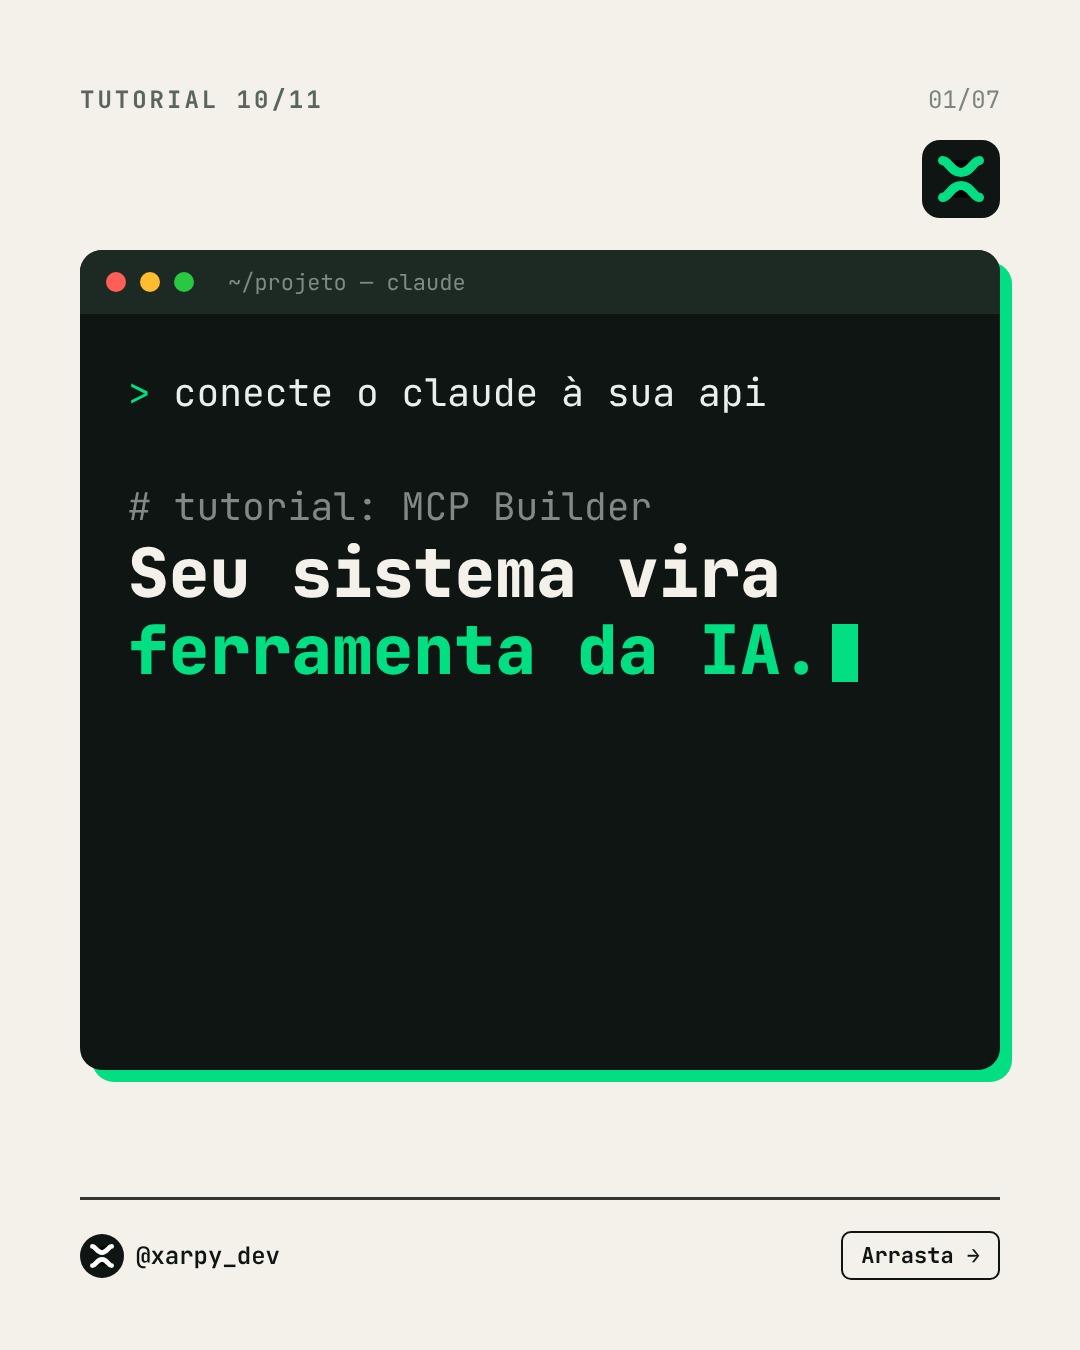 TUTORIAL 10/11
01/07
~/projeto — claude
> conecte o claude à sua api
# tutorial: MCP Builder
Seu sistema vira
ferramenta da IA.
@xarpy_dev
Arrasta →